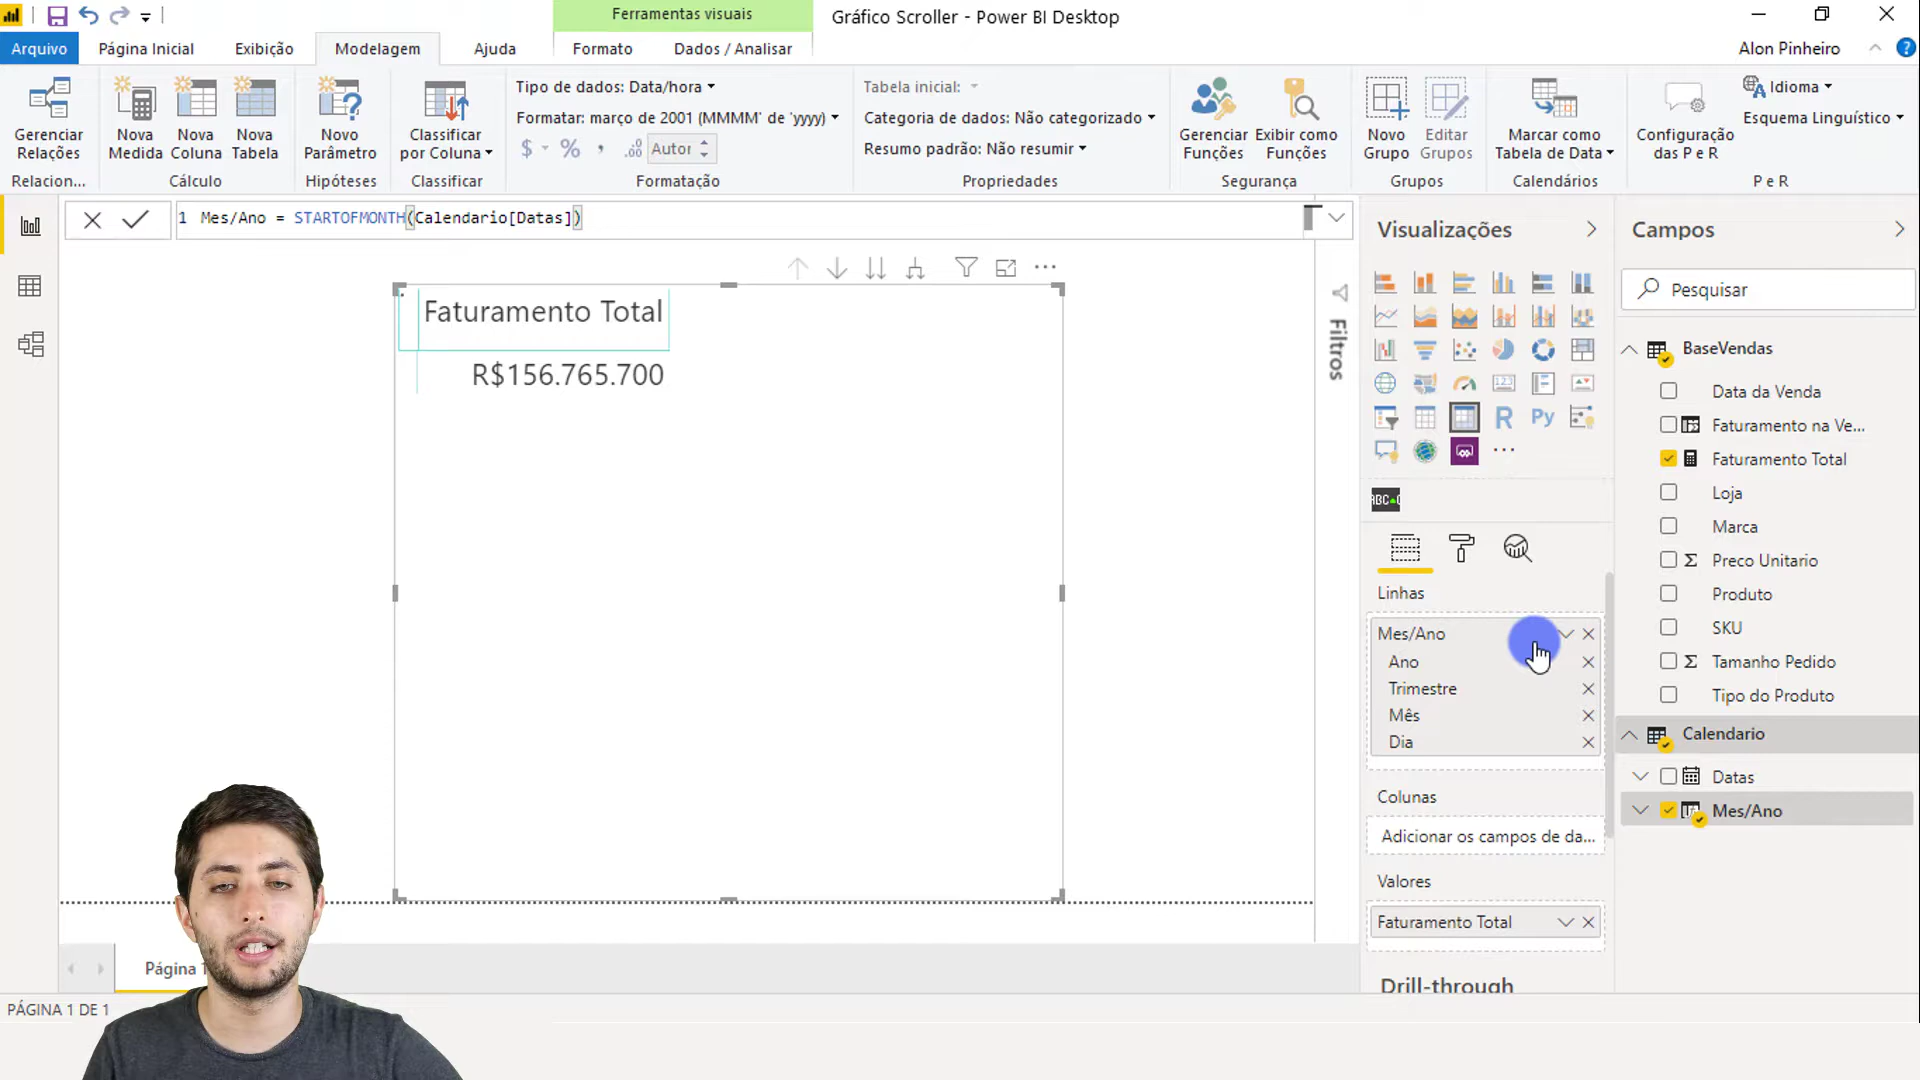 Ferramentas visuais
Gráfico Scroller - Power BI Desktop
Arquivo
Página Inicial
Exibição
Modelagem
Ajuda
Formato
Dados / Analisar
Alon Pinheiro
Gerenciar
Relações
Relacion...
Nova
Medida
Nova
Coluna
Nova
Tabela
Cálculo
Novo
Parâmetro
Hipóteses
Classificar
por Coluna
Classificar
Tipo de dados: Data/hora
Formatar: março de 2001 (MMMM' de 'yyyy)
$ % , .00 Autor
Formatação
Tabela inicial:
Categoria de dados: Não categorizado
Resumo padrão: Não resumir
Propriedades
Gerenciar
Funções
Exibir como
Funções
Segurança
Novo
Grupo
Editar
Grupos
Grupos
Marcar como
Tabela de Data
Calendários
Configuração
das P e R
Idioma
Esquema Linguístico
P e R
1 Mes/Ano = STARTOFMONTH(Calendario[Datas])
Faturamento Total
R$156.765.700
Filtros
Visualizações
R Py
Linhas
Mes/Ano
Ano
Trimestre
Mês
Dia
Colunas
Adicionar os campos de da...
Valores
Faturamento Total
Drill-through
Campos
Pesquisar
BaseVendas
Data da Venda
Faturamento na Ve...
Faturamento Total
Loja
Marca
Preco Unitario
Produto
SKU
Tamanho Pedido
Tipo do Produto
Calendario
Datas
Mes/Ano
Página 1
PÁGINA 1 DE 1